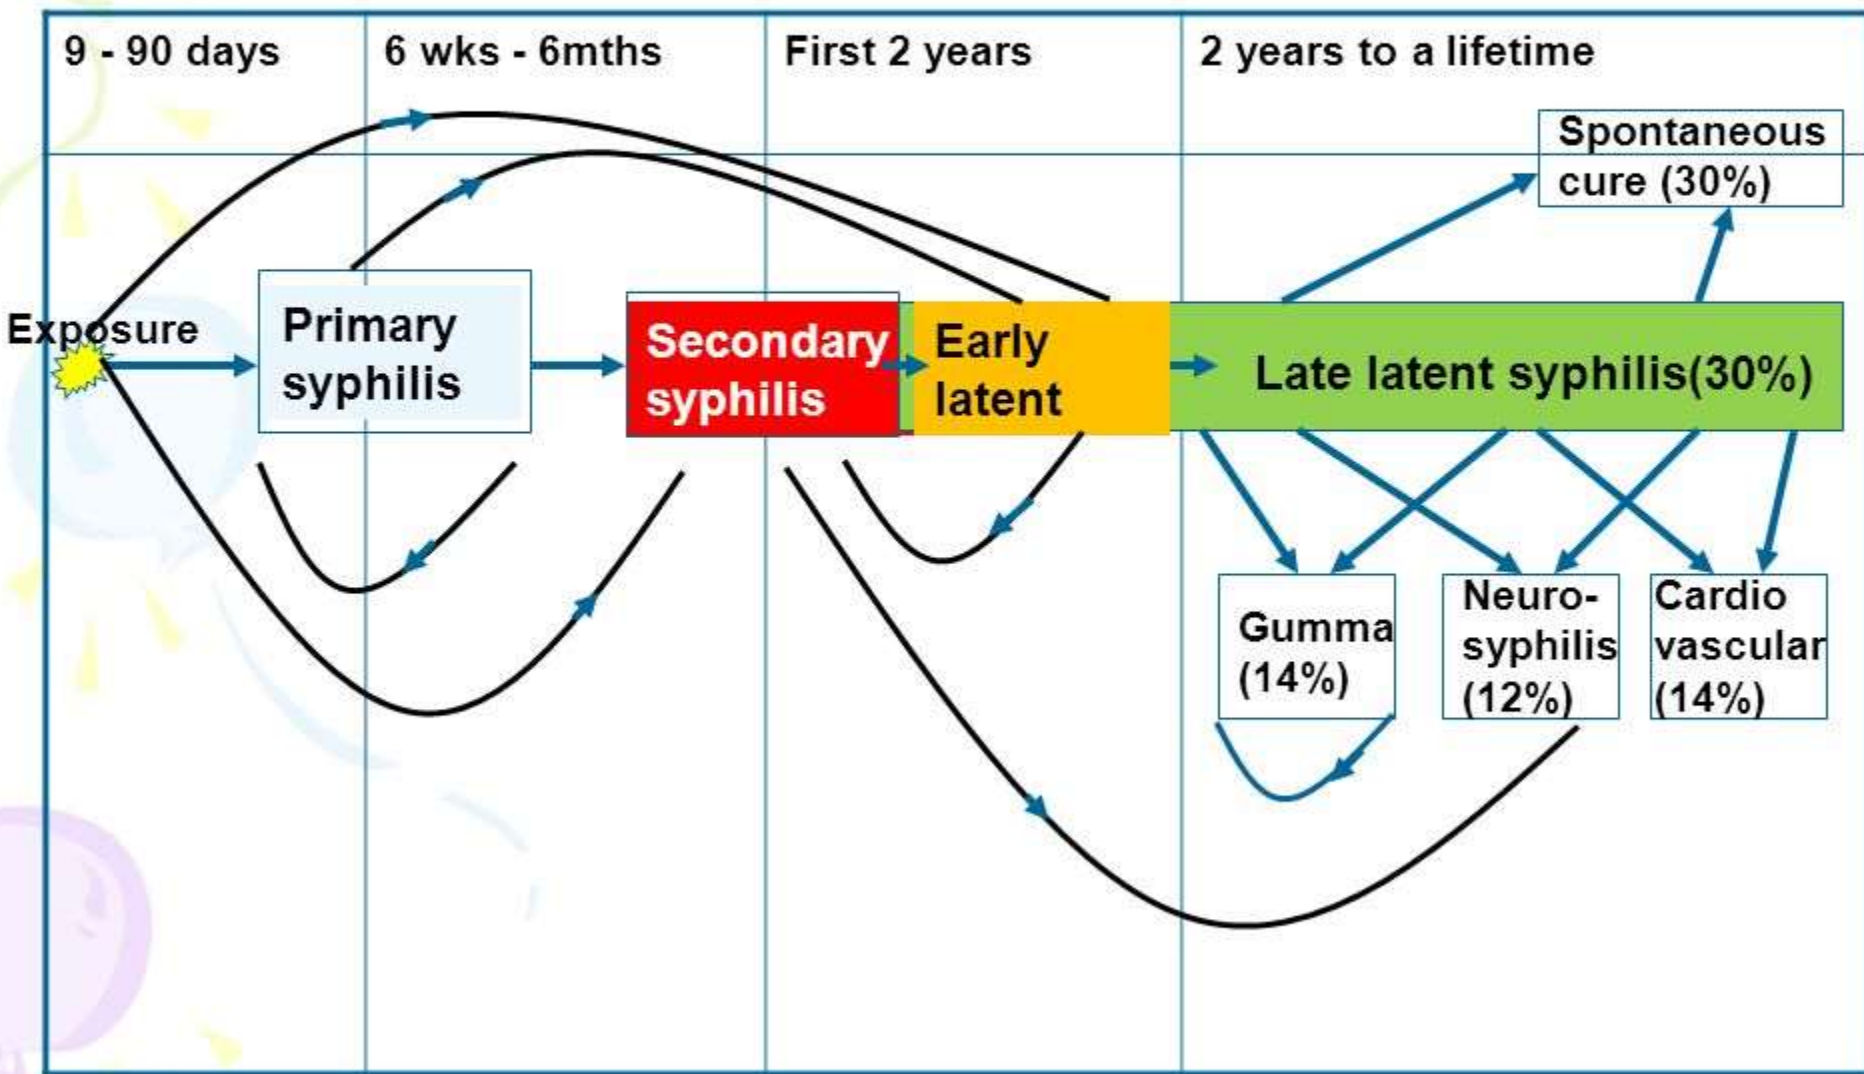 9 - 90 days
6 wks - 6mths
First 2 years
2 years to a lifetime
Spontaneous
cure (30%)
Exposure
Primary
syphilis
Secondary
syphilis
Early
latent
Late latent syphilis(30%)
Gumma
(14%)
Neuro-
syphilis
(12%)
Cardio
vascular
(14%)